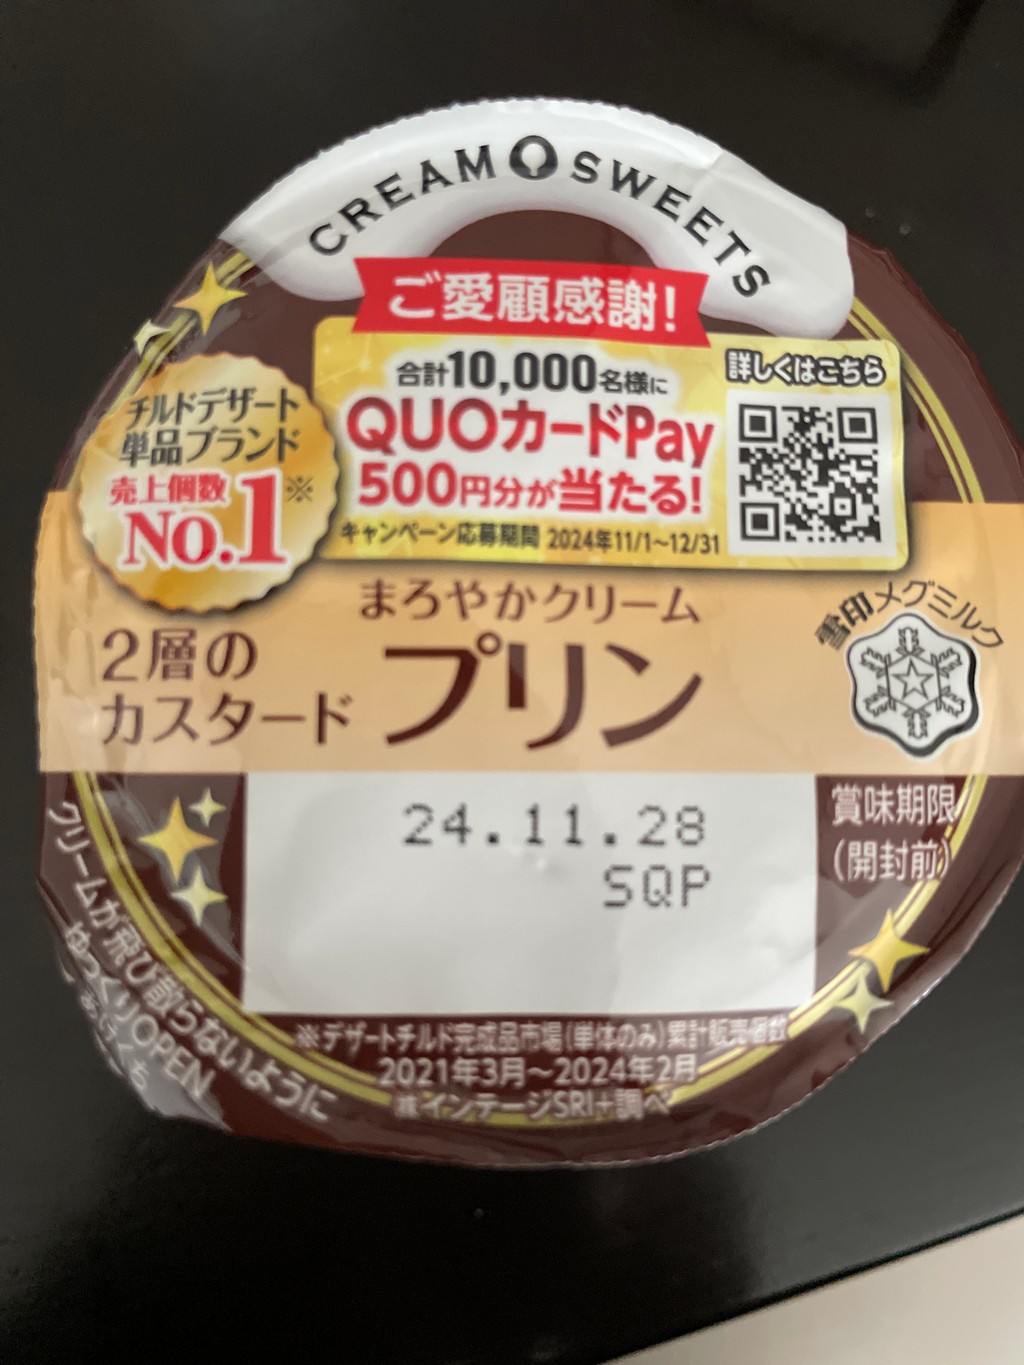 CREAM SWEETS
ご愛顧感謝!
合計10,000名様に
QUOカードPay
500円分が当たる!
キャンペーン応募期間 2024年11/1~12/31
詳しくはこちら
チルドデザート
単品ブランド
売上個数
No.1※
まろやかクリーム
プリン
2層の
カスタード
雪印メグミルク
24.11.28
SQP
賞味期限
(開封前)
クリームが飛び散らないように
ゆっくりOPEN
あけくち
※デザートチルド完成品市場(単体のみ)累計販売個数
2021年3月~2024年2月
㈱インテージSRI+調べ